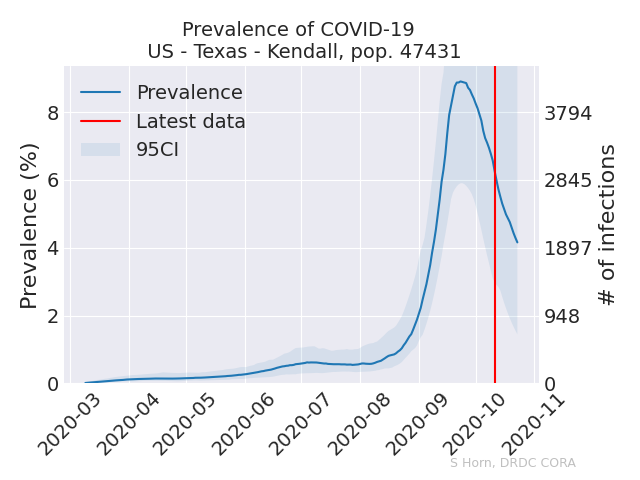 Prevalence of COVID-19
US - Texas - Kendall, pop. 47431
Prevalence
Latest data
95CI
Prevalence (%)
8
6
4
2
0
3794
2845
1897
948
0
# of infections
2020-03
2020-04
2020-05
2020-06
2020-07
2020-08
2020-09
2020-10
2020-11
S Horn, DRDC CORA